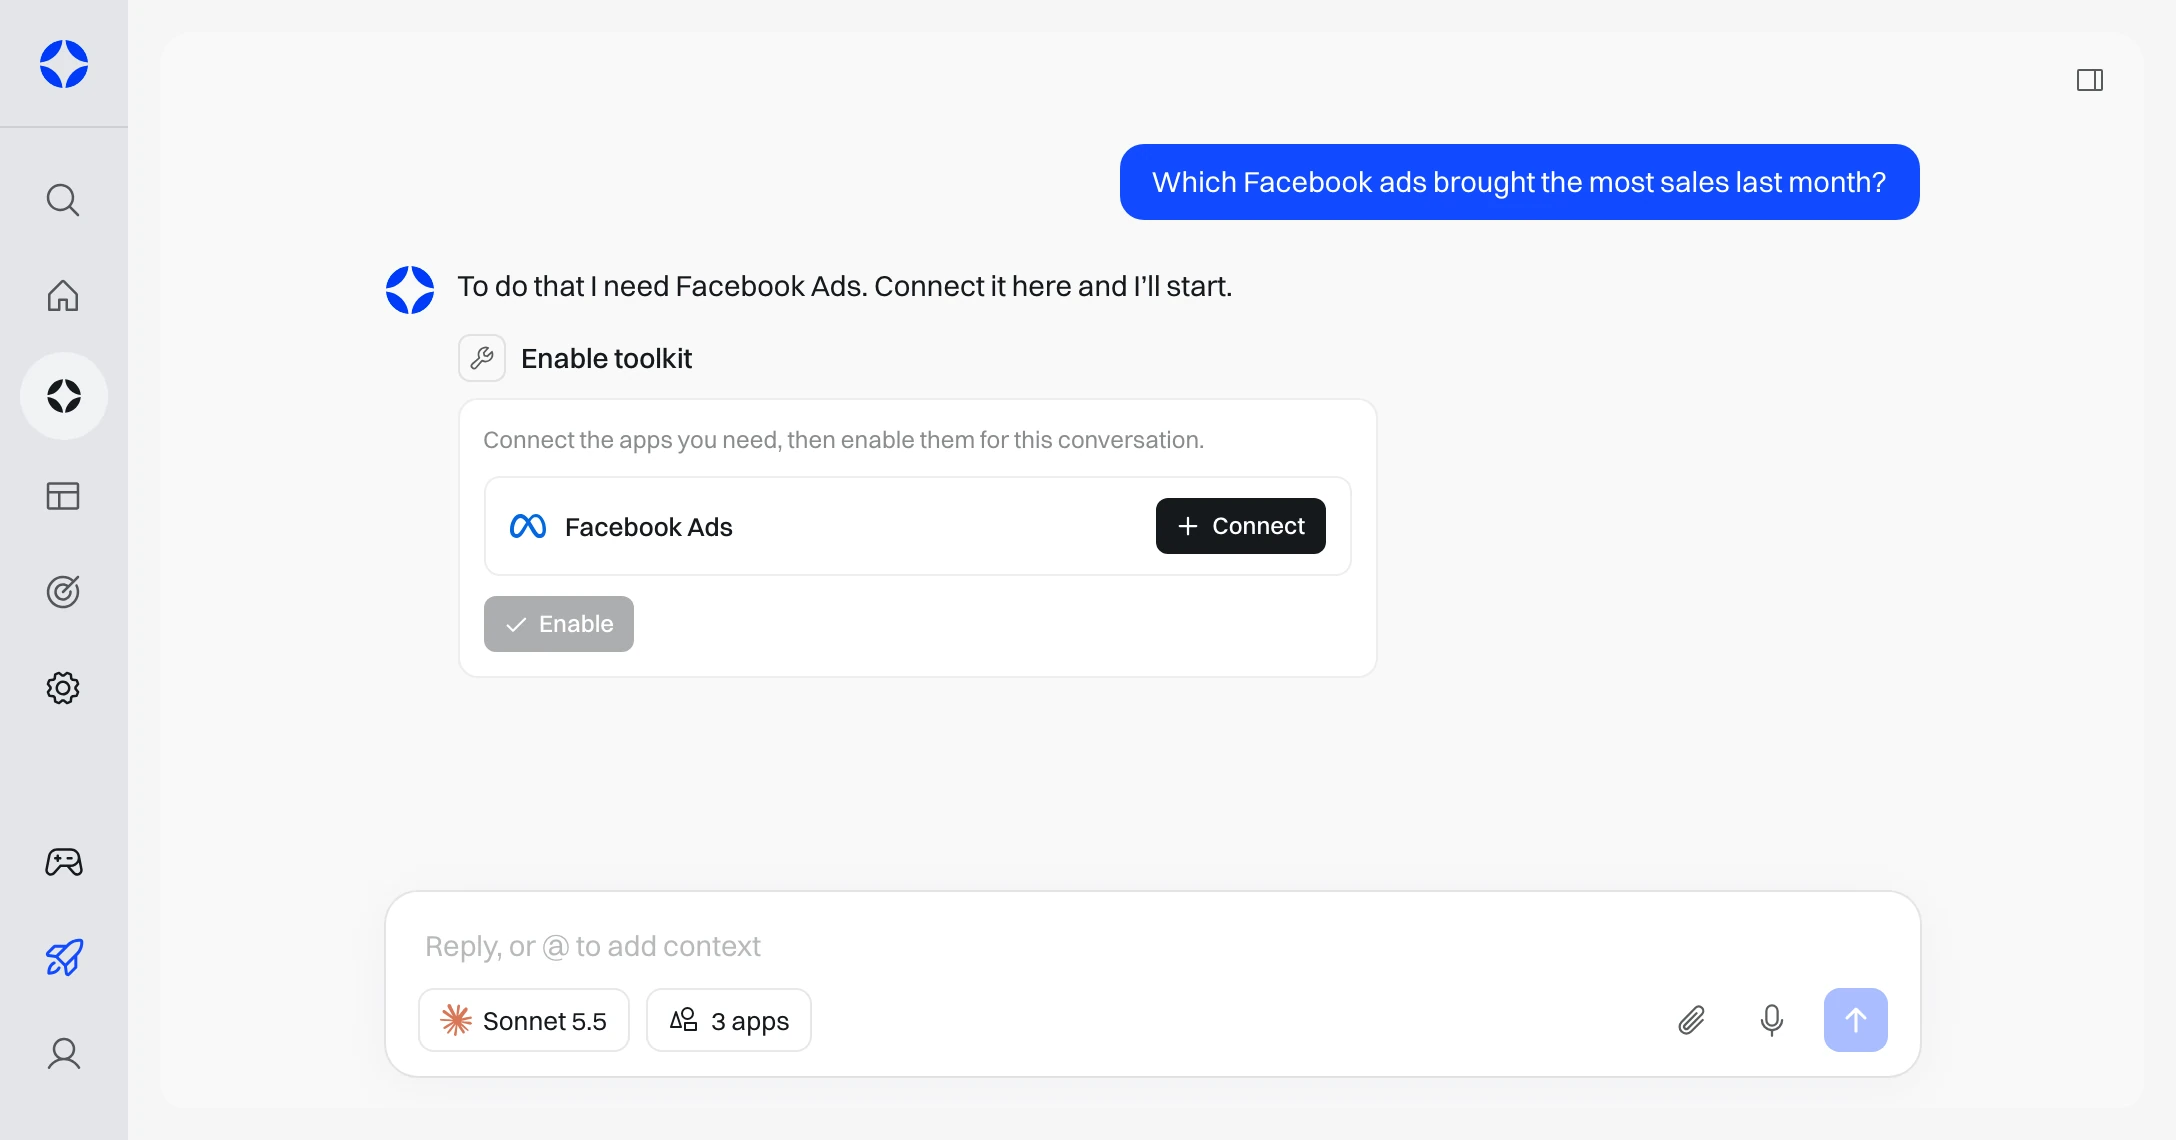 Which Facebook ads brought the most sales last month?
To do that I need Facebook Ads. Connect it here and I’ll start.
Enable toolkit
Connect the apps you need, then enable them for this conversation.
Facebook Ads
Connect
Enable
Reply, or @ to add context
Sonnet 5.5
3 apps